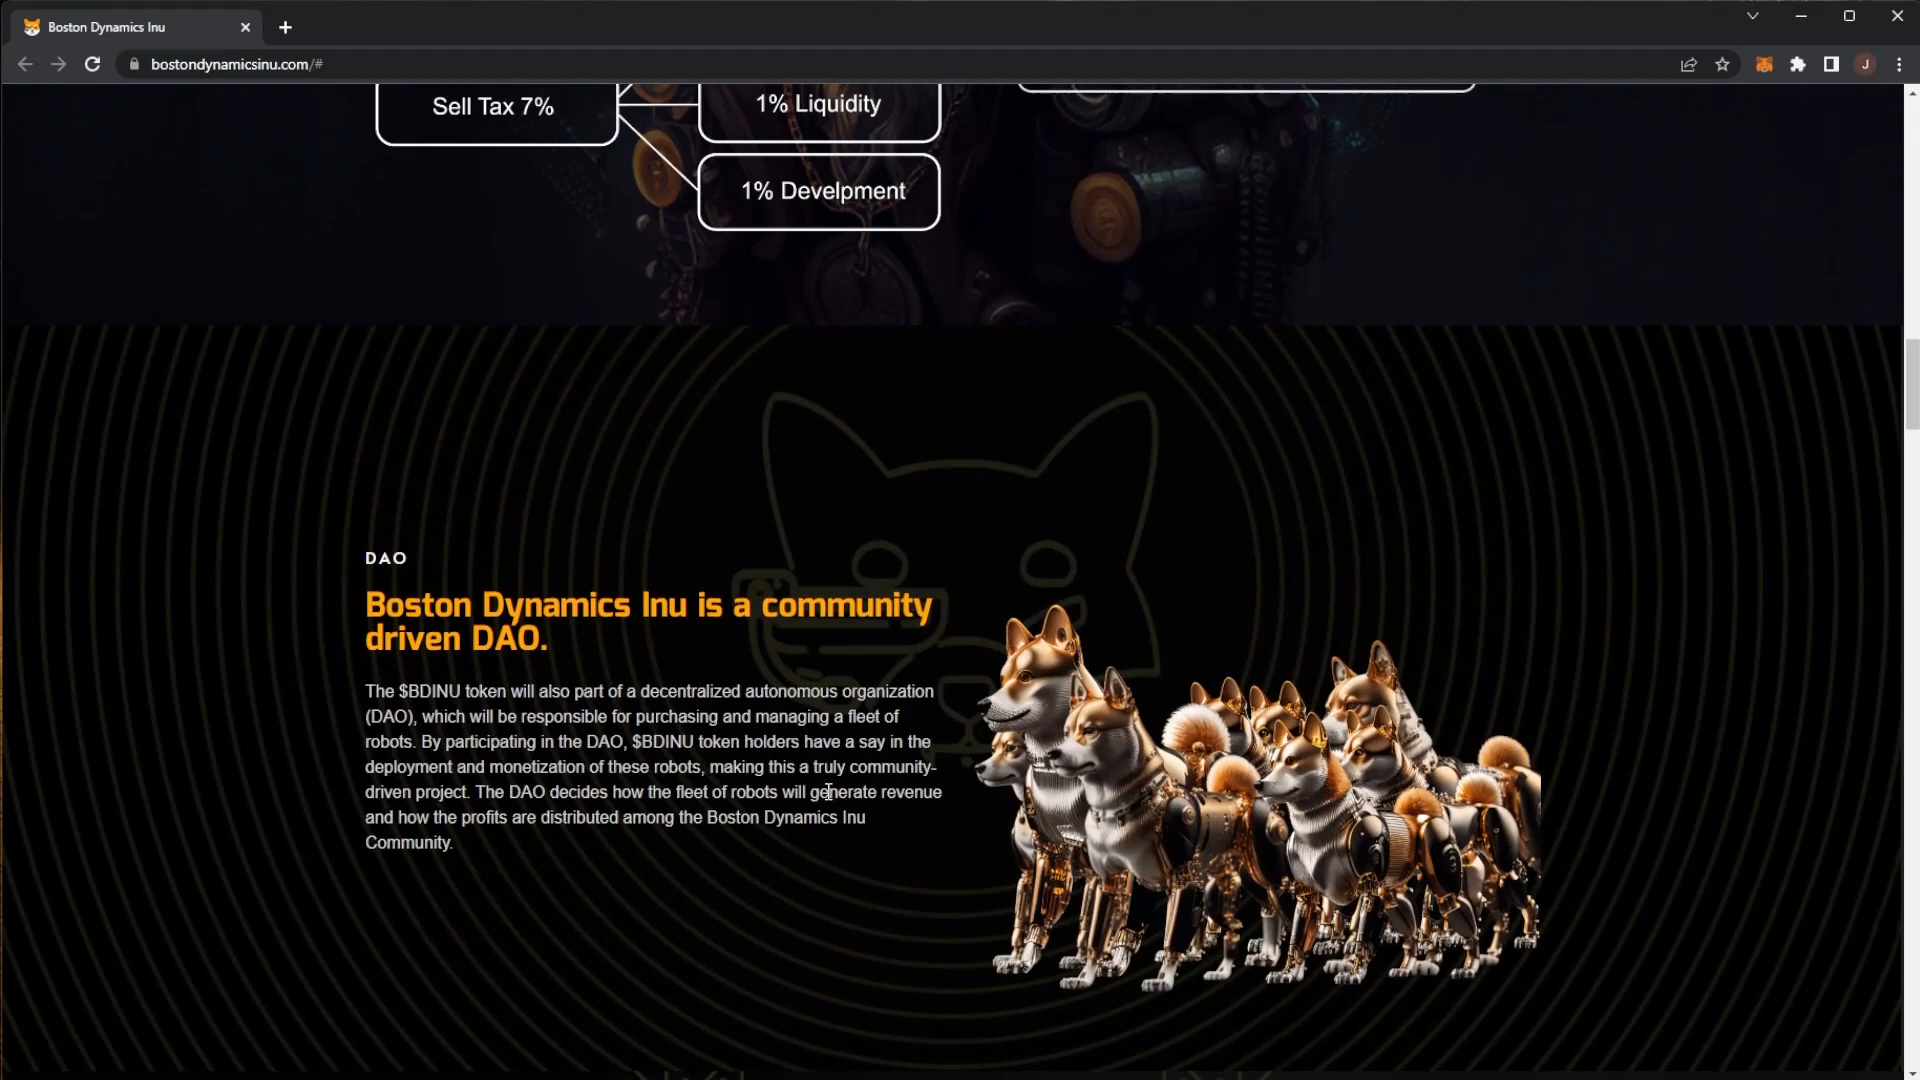 Boston Dynamics Inu
bostondynamicsinu.com/#
J
Sell Tax 7%
1% Liquidity
1% Develpment
DAO
Boston Dynamics Inu is a community
driven DAO.
The $BDINU token will also part of a decentralized autonomous organization
(DAO), which will be responsible for purchasing and managing a fleet of
robots. By participating in the DAO, $BDINU token holders have a say in the
deployment and monetization of these robots, making this a truly community-
driven project. The DAO decides how the fleet of robots will generate revenue
and how the profits are distributed among the Boston Dynamics Inu
Community.